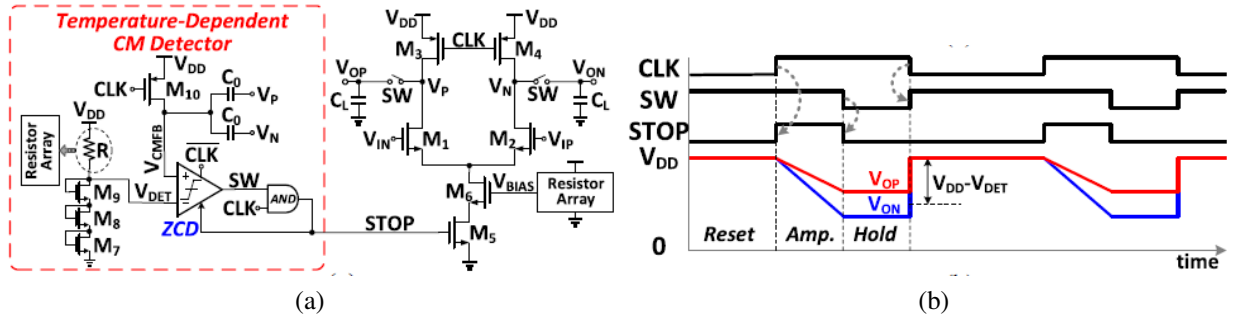 Temperature-Dependent
CM Detector
V_DD
CLK
M_10
C_0
V_P
C_0
V_N
V_DD
Resistor
Array
R
V_CMFB
CLK
M_9
M_8
M_7
V_DET
ZCD
SW
AND
CLK
STOP
V_DD
V_DD
M_3
CLK
M_4
V_OP
SW
V_P
C_L
V_N
SW
V_ON
C_L
V_IN
M_1
M_2
V_IP
M_6
V_BIAS
Resistor
Array
M_5
(a)
CLK
SW
STOP
V_DD
V_OP
V_ON
V_DD-V_DET
0
Reset
Amp.
Hold
time
(b)